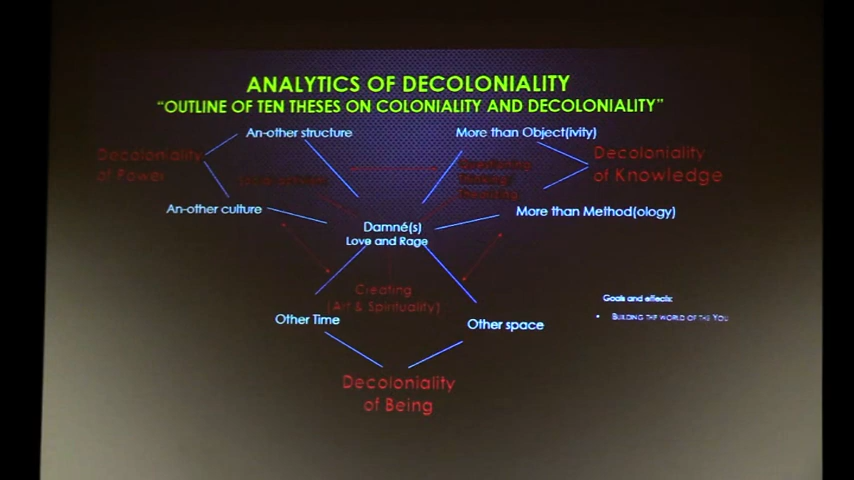 ANALYTICS OF DECOLONIALITY
"OUTLINE OF TEN THESES ON COLONIALITY AND DECOLONIALITY"
An-other structure
More than Object(ivity)
Decoloniality
of Power
Decoloniality
of Knowledge
An-other culture
More than Method(ology)
Damné(s)
Love and Rage
Creating
(Art & Spirituality)
Other Time
Other space
Goals and effects:
• BUILDING THE WORLD OF THE YOU
Decoloniality
of Being